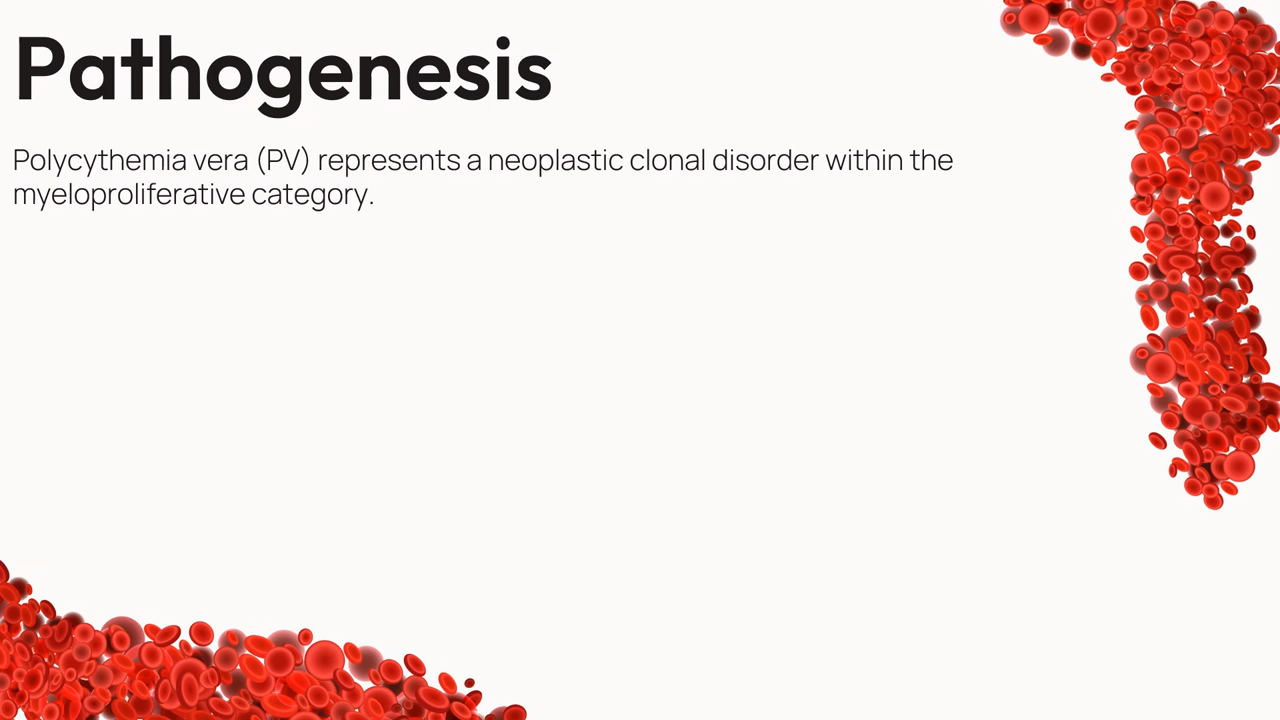 Pathogenesis
Polycythemia vera (PV) represents a neoplastic clonal disorder within the
myeloproliferative category.